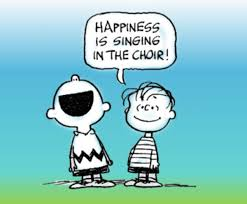 HAPPINESS
IS SINGING
IN THE CHOIR!